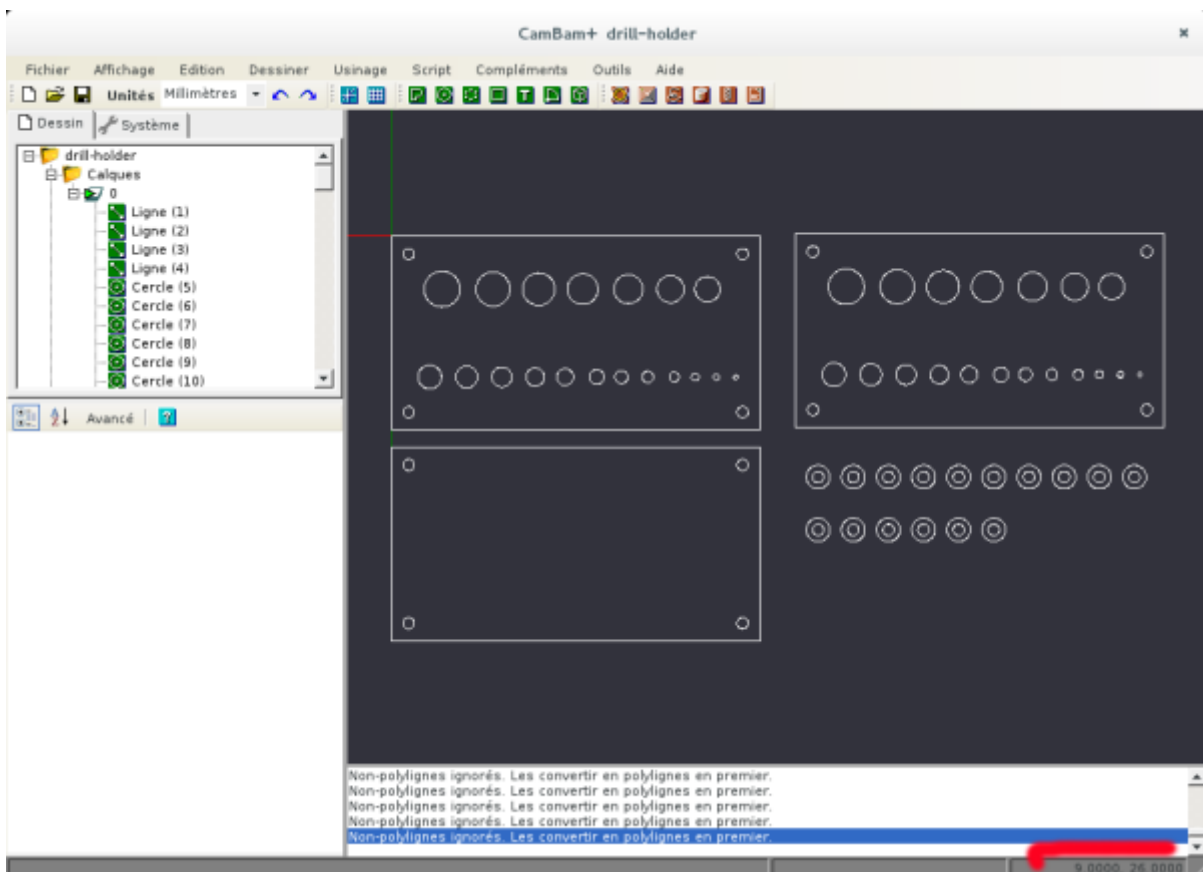 CamBam+ drill-holder
Fichier Affichage Edition Dessiner Usinage Script Compléments Outils Aide
Unités Millimètres
Dessin Système
drill-holder
Calques
0
Ligne (1)
Ligne (2)
Ligne (3)
Ligne (4)
Cercle (5)
Cercle (6)
Cercle (7)
Cercle (8)
Cercle (9)
Cercle (10)
Avancé
Non-polylignes ignorés. Les convertir en polylignes en premier.
Non-polylignes ignorés. Les convertir en polylignes en premier.
Non-polylignes ignorés. Les convertir en polylignes en premier.
Non-polylignes ignorés. Les convertir en polylignes en premier.
Non-polylignes ignorés. Les convertir en polylignes en premier.
9.0000, 26.0000